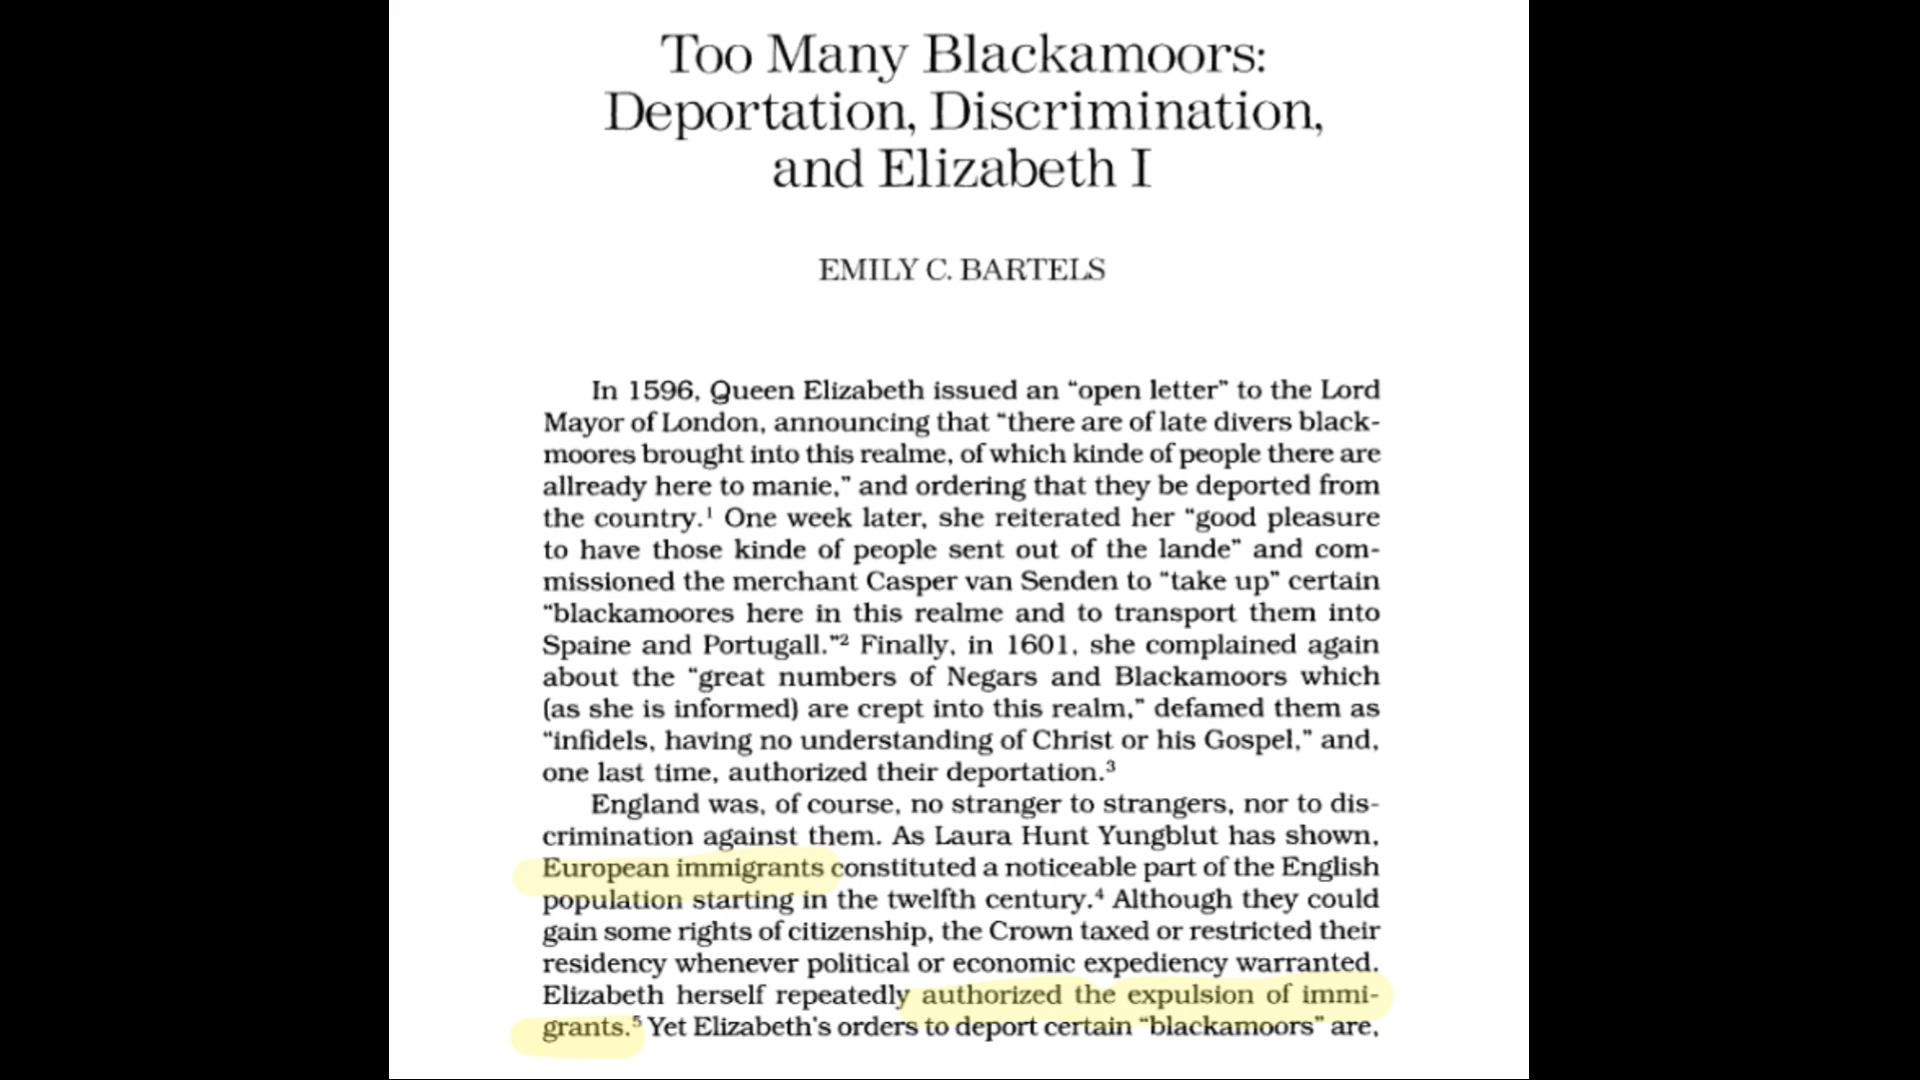 Too Many Blackamoors:
Deportation, Discrimination,
and Elizabeth I
EMILY C. BARTELS
In 1596, Queen Elizabeth issued an “open letter” to the Lord
Mayor of London, announcing that “there are of late divers black-
moores brought into this realme, of which kinde of people there are
allready here to manie,” and ordering that they be deported from
the country.¹ One week later, she reiterated her “good pleasure
to have those kinde of people sent out of the lande” and com-
missioned the merchant Casper van Senden to “take up” certain
“blackamoores here in this realme and to transport them into
Spaine and Portugall.”² Finally, in 1601, she complained again
about the “great numbers of Negars and Blackamoors which
(as she is informed) are crept into this realm,” defamed them as
“infidels, having no understanding of Christ or his Gospel,” and,
one last time, authorized their deportation.³
England was, of course, no stranger to strangers, nor to dis-
crimination against them. As Laura Hunt Yungblut has shown,
European immigrants constituted a noticeable part of the English
population starting in the twelfth century.⁴ Although they could
gain some rights of citizenship, the Crown taxed or restricted their
residency whenever political or economic expediency warranted.
Elizabeth herself repeatedly authorized the expulsion of immi-
grants.⁵ Yet Elizabeth's orders to deport certain “blackamoors” are,